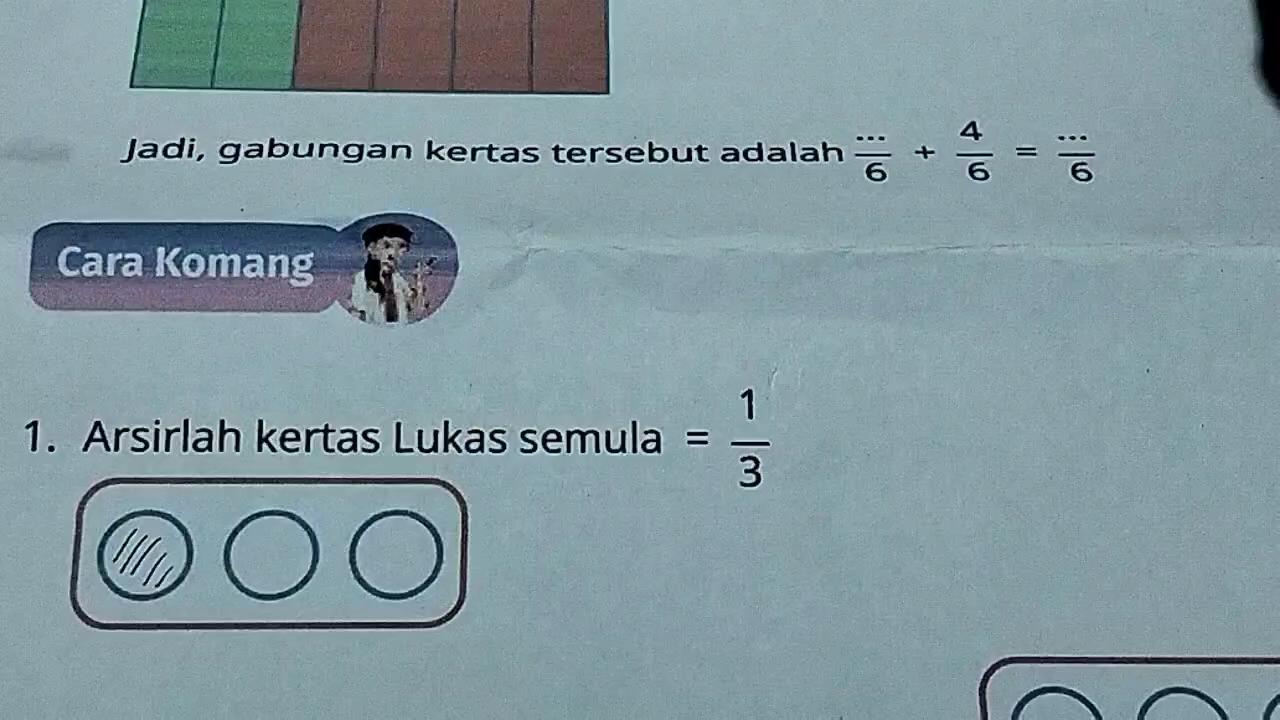 Jadi, gabungan kertas tersebut adalah .../6 + 4/6 = .../6
Cara Komang
1. Arsirlah kertas Lukas semula = 1/3